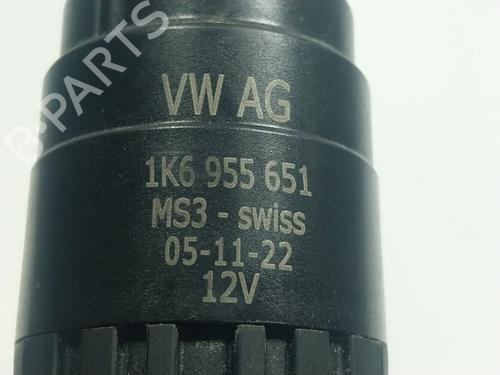 VW AG
1K6 955 651
MS3 - swiss
05-11-22
12V
B-PARTS